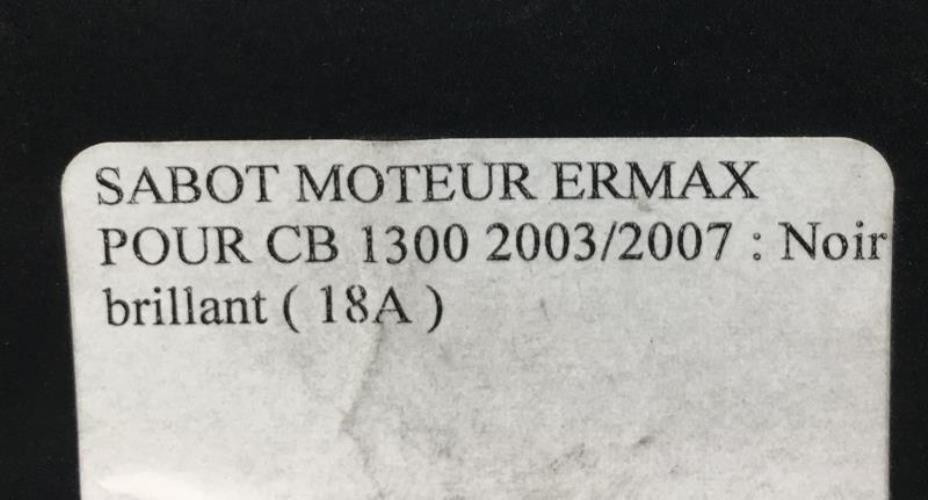 SABOT MOTEUR ERMAX
POUR CB 1300 2003/2007 : Noir
brillant ( 18A )